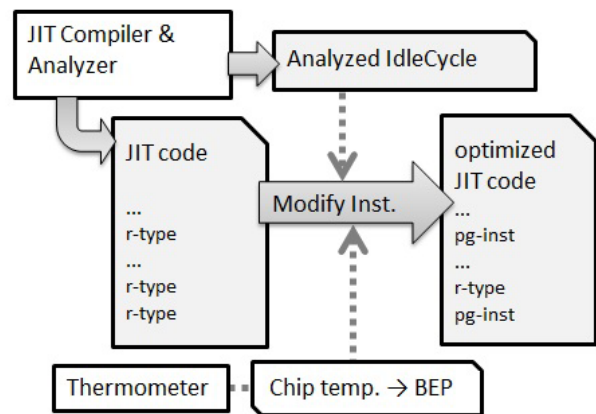 JIT Compiler &
Analyzer
Analyzed IdleCycle
JIT code
...
r-type
...
r-type
r-type
Modify Inst.
optimized
JIT code
...
pg-inst
...
r-type
pg-inst
Thermometer
Chip temp. → BEP